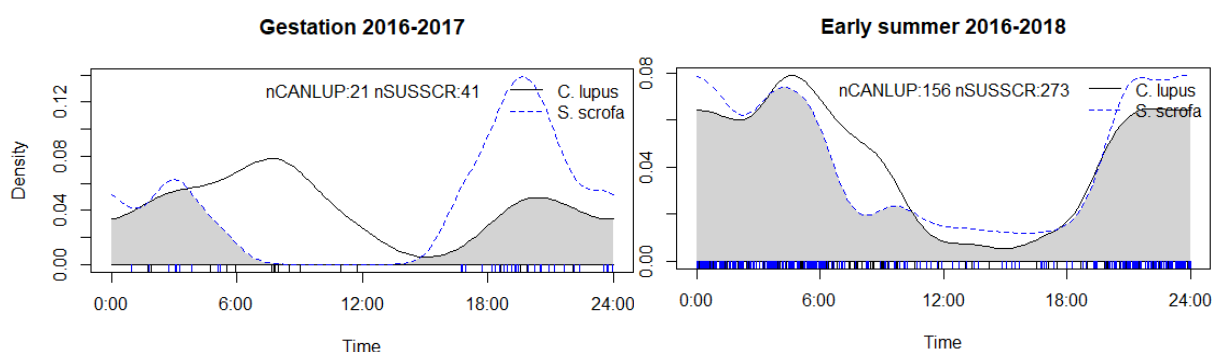 Gestation 2016-2017
nCANLUP:21 nSUSSCR:41
C. lupus
S. scrofa
Density
0.00
0.04
0.08
0.12
0:00
6:00
12:00
18:00
24:00
Time
Early summer 2016-2018
nCANLUP:156 nSUSSCR:273
C. lupus
S. scrofa
0.00
0.04
0.08
0:00
6:00
12:00
18:00
24:00
Time